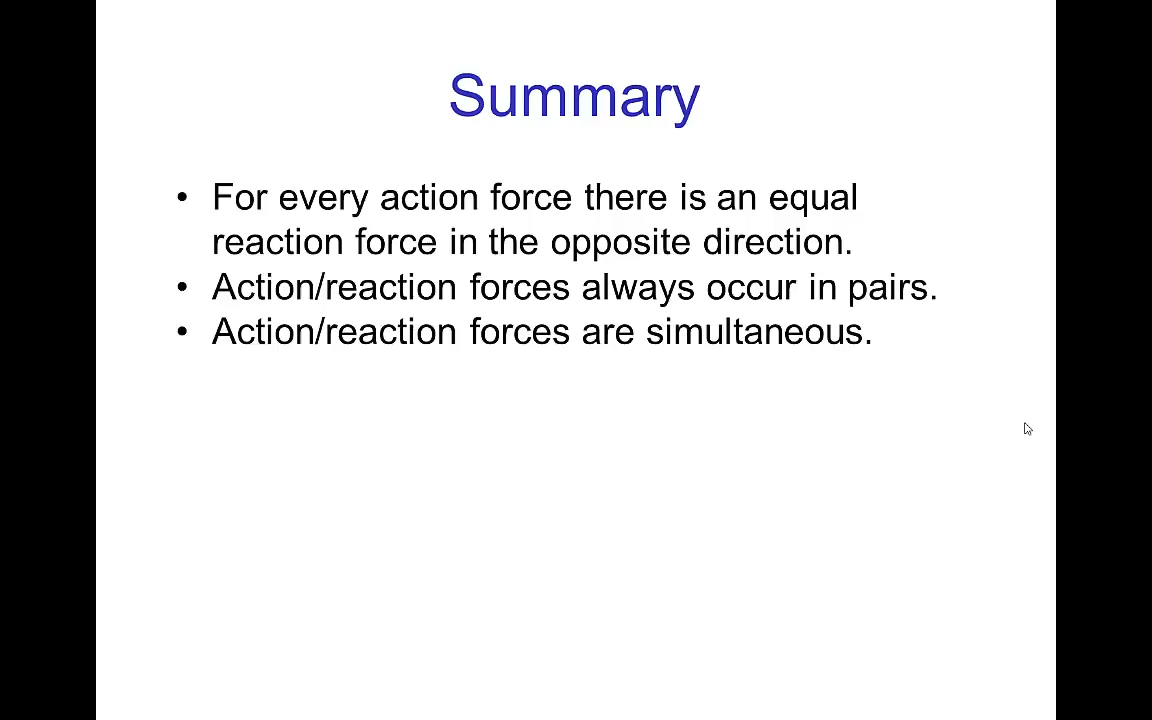 Summary
• For every action force there is an equal
reaction force in the opposite direction.
• Action/reaction forces always occur in pairs.
• Action/reaction forces are simultaneous.